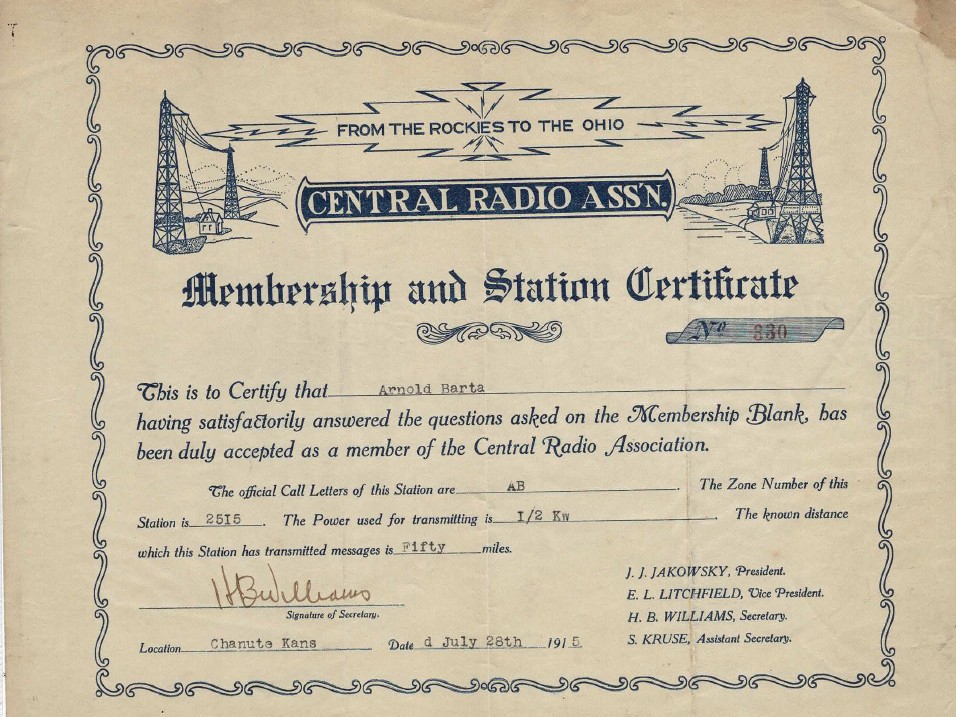 FROM THE ROCKIES TO THE OHIO
CENTRAL RADIO ASS'N.
Membership and Station Certificate
No 330
This is to Certify that Arnold Barta
having satisfactorily answered the questions asked on the Membership Blank, has
been duly accepted as a member of the Central Radio Association.
The official Call Letters of this Station are AB. The Zone Number of this
Station is 25I5. The Power used for transmitting is I/2 Kw. The known distance
which this Station has transmitted messages is Fifty miles.
HB Williams
Signature of Secretary.
Location Chanute Kans Date d July 28th 1915
J. J. JAKOWSKY, President.
E. L. LITCHFIELD, Vice President.
H. B. WILLIAMS, Secretary.
S. KRUSE, Assistant Secretary.